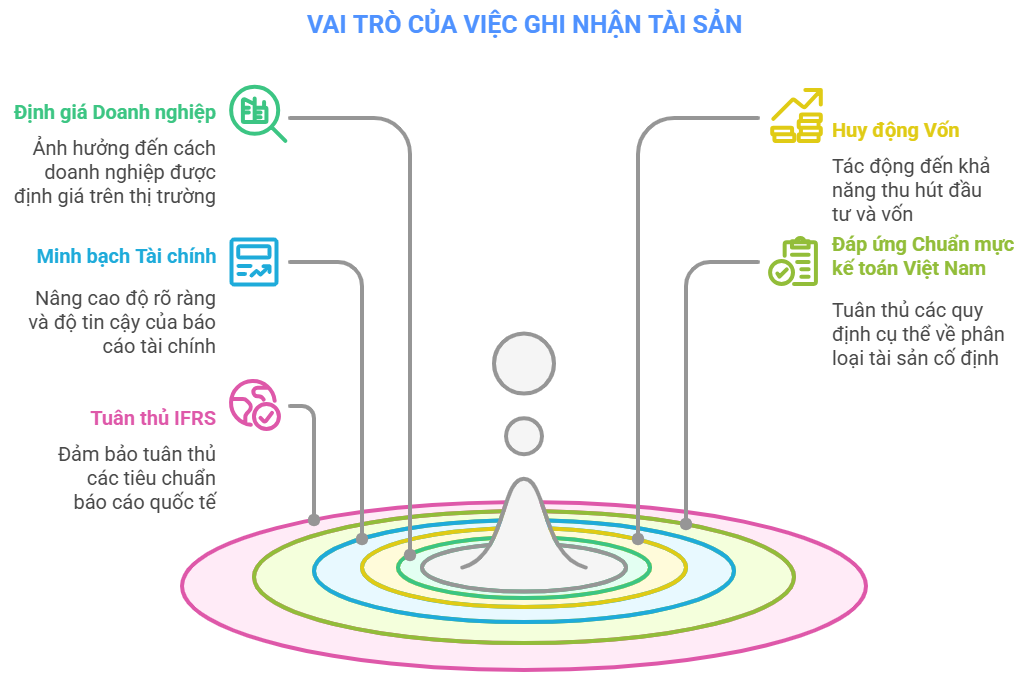 VAI TRÒ CỦA VIỆC GHI NHẬN TÀI SẢN
Định giá Doanh nghiệp
Ảnh hưởng đến cách
doanh nghiệp được
định giá trên thị trường
Minh bạch Tài chính
Nâng cao độ rõ ràng
và độ tin cậy của báo
cáo tài chính
Tuân thủ IFRS
Đảm bảo tuân thủ
các tiêu chuẩn
báo cáo quốc tế
Huy động Vốn
Tác động đến khả
năng thu hút đầu
tư và vốn
Đáp ứng Chuẩn mực
kế toán Việt Nam
Tuân thủ các quy
định cụ thể về phân
loại tài sản cố định